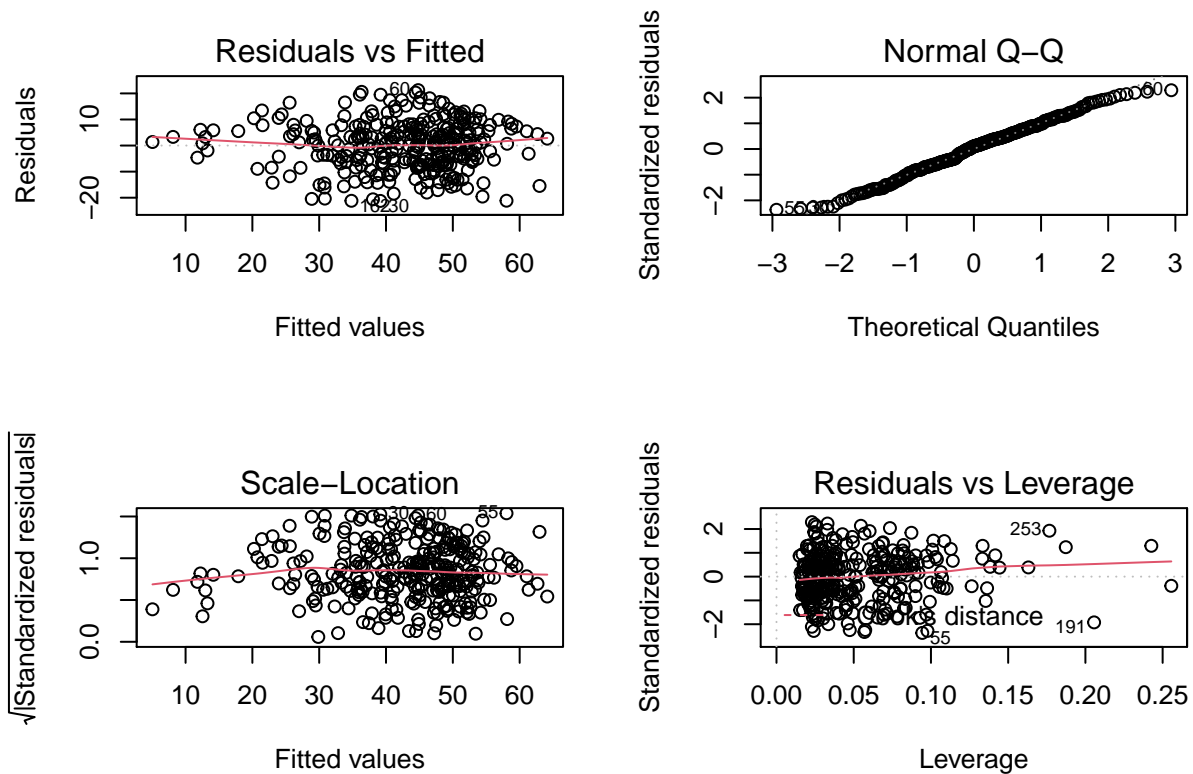 Residuals vs Fitted
Residuals
10
−20
60
10 20 30 40 50 60
Fitted values
Normal Q−Q
Standardized residuals
2
0
−2
−3 −2 −1 0 1 2 3
Theoretical Quantiles
Scale−Location
√|Standardized residuals|
1.0
0.0
60
55
10 20 30 40 50 60
Fitted values
Residuals vs Leverage
Standardized residuals
2
0
−2
253
distance
191
55
0.00 0.05 0.10 0.15 0.20 0.25
Leverage